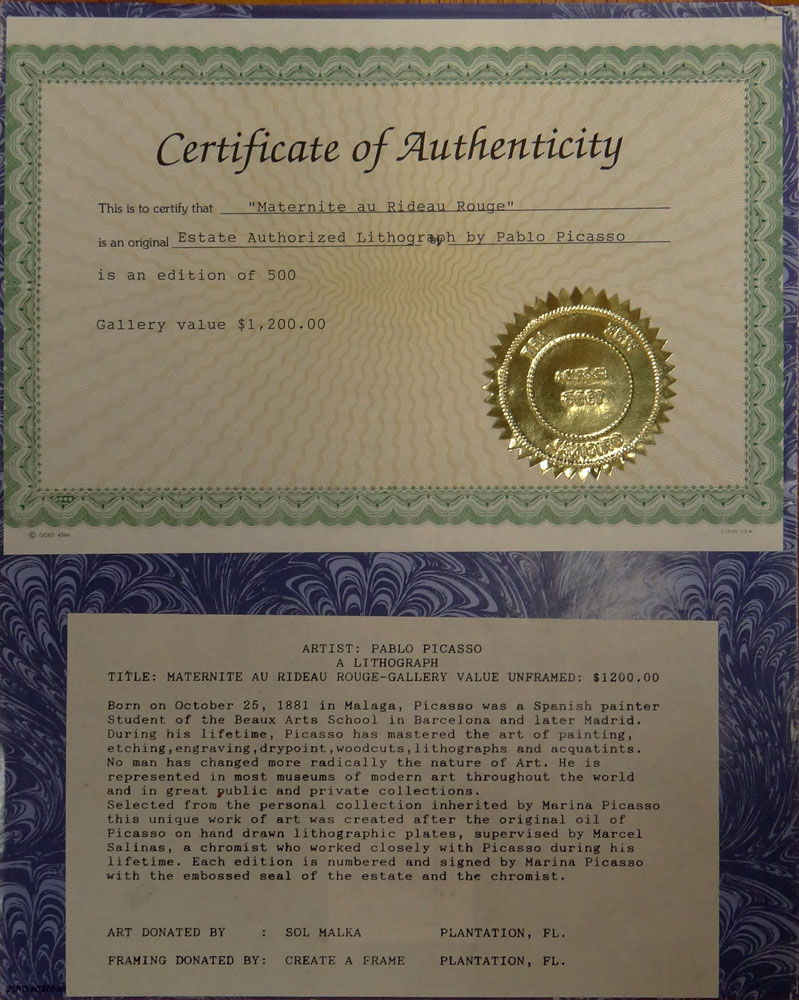 Certificate of Authenticity
This is to certify that "Maternite au Rideau Rouge"
is an original Estate Authorized Lithograph by Pablo Picasso
is an edition of 500
Gallery value $1,200.00
GOES
© GOES
LITHO U.S.A.
ARTIST: PABLO PICASSO
A LITHOGRAPH
TITLE: MATERNITE AU RIDEAU ROUGE-GALLERY VALUE UNFRAMED: $1200.00
Born on October 25, 1881 in Malaga, Picasso was a Spanish painter
Student of the Beaux Arts School in Barcelona and later Madrid.
During his lifetime, Picasso has mastered the art of painting,
etching,engraving,drypoint,woodcuts,lithographs and acquatints.
No man has changed more radically the nature of Art. He is
represented in most museums of modern art throughout the world
and in great public and private collections.
Selected from the personal collection inherited by Marina Picasso
this unique work of art was created after the original oil of
Picasso on hand drawn lithographic plates, supervised by Marcel
Salinas, a chromist who worked closely with Picasso during his
lifetime. Each edition is numbered and signed by Marina Picasso
with the embossed seal of the estate and the chromist.
ART DONATED BY : SOL MALKA PLANTATION, FL.
FRAMING DONATED BY: CREATE A FRAME PLANTATION, FL.